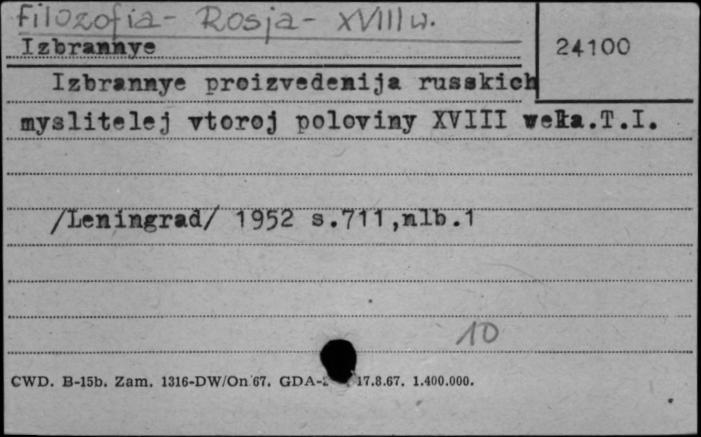 Filozofia - Rosja - XVIII w.
Izbrannye
24100
Izbrannye proizvedenija russkich
myslitelej vtoroj poloviny XVIII weka.T.I.
/Leningrad/ 1952 s.711,nlb.1
10
CWD. B-15b. Zam. 1316-DW/On 67. GDA- 17.8.67. 1.400.000.